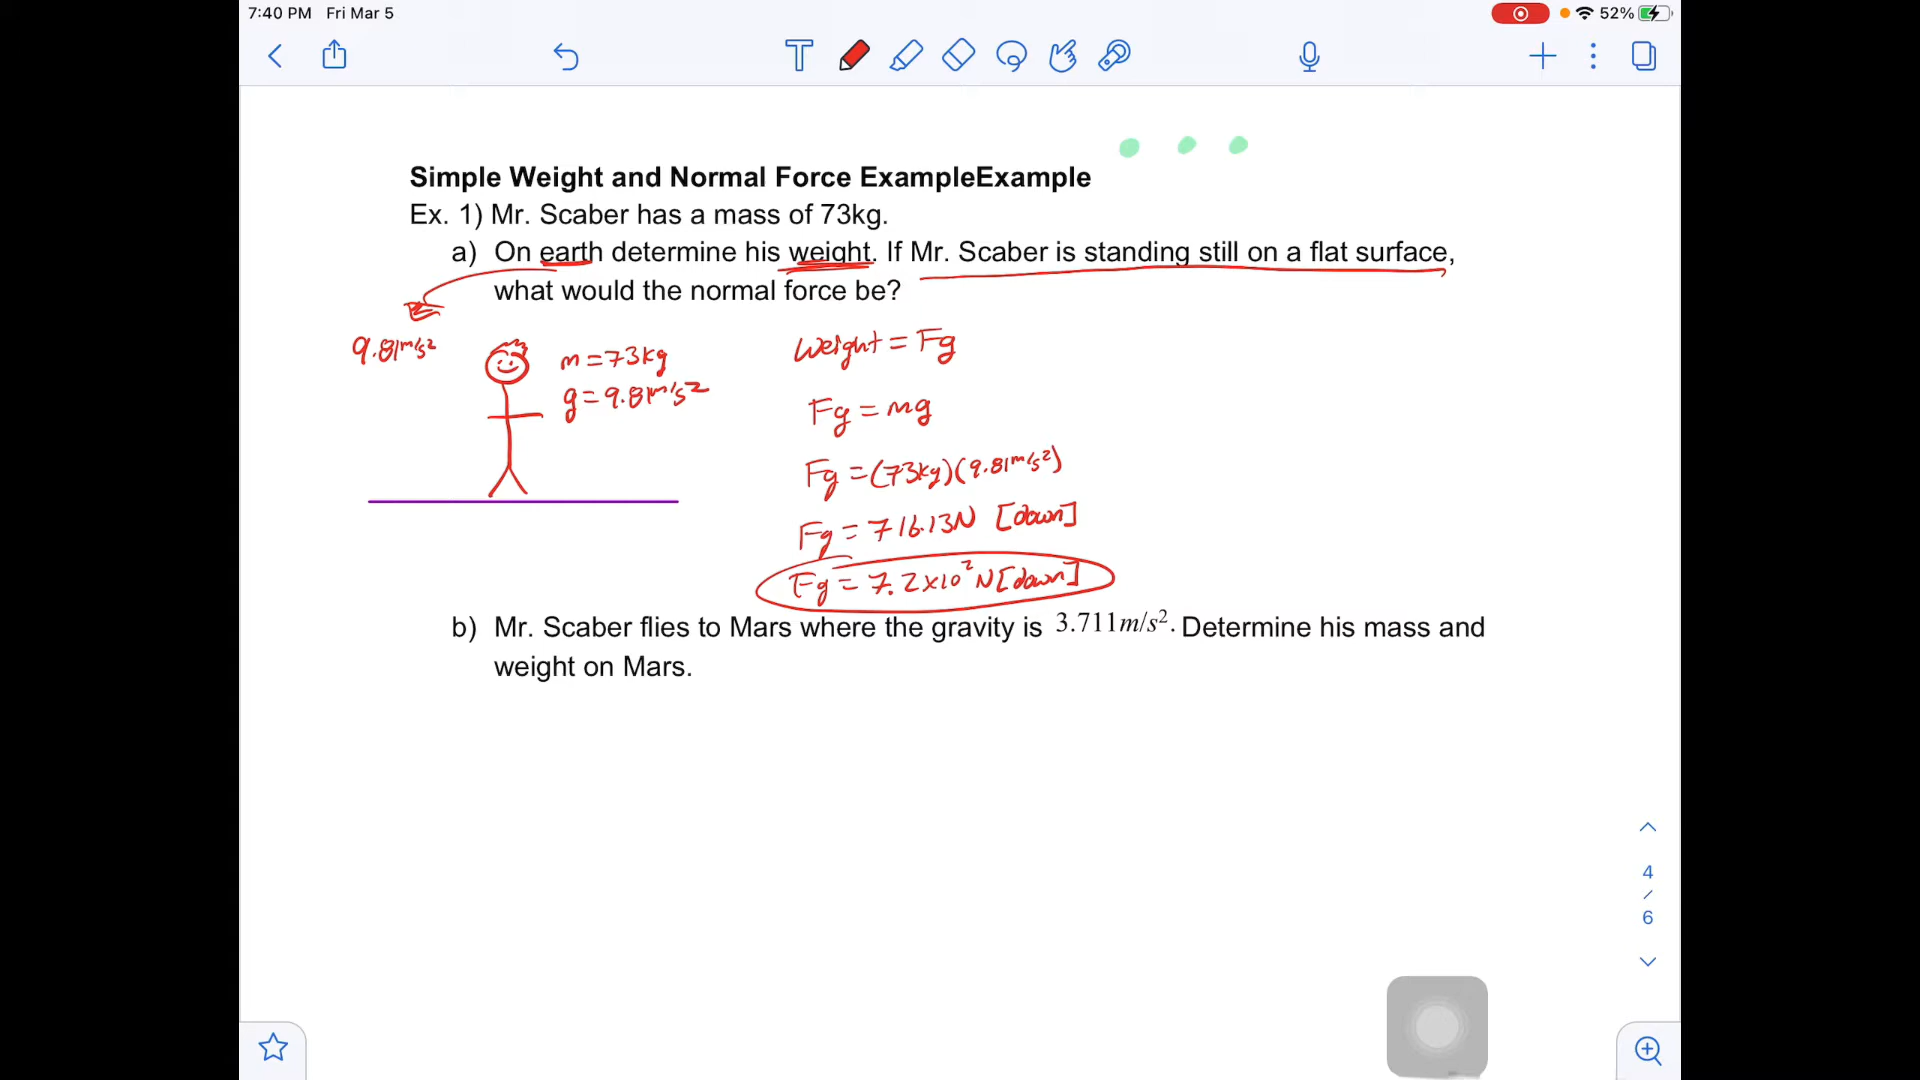 7:40 PM Fri Mar 5
52%
T
Simple Weight and Normal Force ExampleExample
Ex. 1) Mr. Scaber has a mass of 73kg.
a) On earth determine his weight. If Mr. Scaber is standing still on a flat surface,
what would the normal force be?
9.81m/s²
m = 73kg
g = 9.81m/s²
Weight = Fg
Fg = mg
Fg = (73kg)(9.81m/s²)
Fg = 716.13N [down]
Fg = 7.2x10² N [down]
b) Mr. Scaber flies to Mars where the gravity is 3.711m/s². Determine his mass and
weight on Mars.
4
/
6